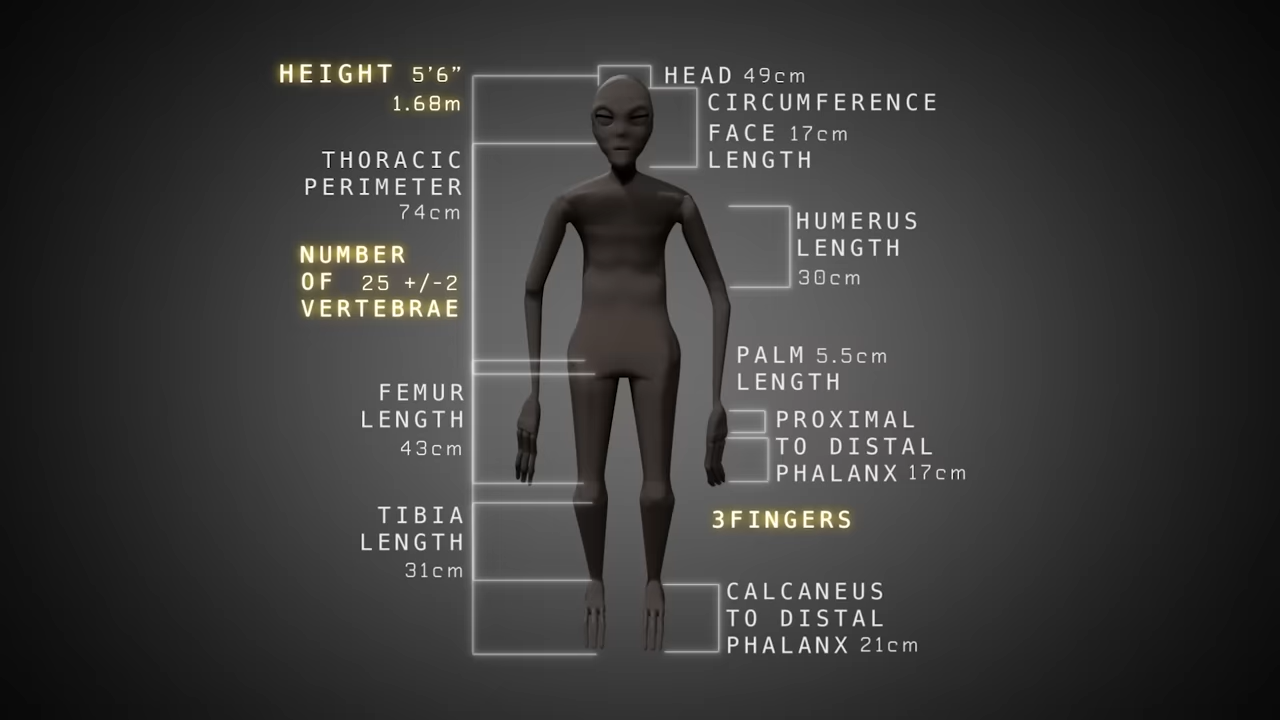 HEIGHT 5'6"
1.68m
THORACIC
PERIMETER
74cm
NUMBER
OF 25 +/-2
VERTEBRAE
FEMUR
LENGTH
43cm
TIBIA
LENGTH
31cm
HEAD 49cm
CIRCUMFERENCE
FACE 17cm
LENGTH
HUMERUS
LENGTH
30cm
PALM 5.5cm
LENGTH
PROXIMAL
TO DISTAL
PHALANX 17cm
3FINGERS
CALCANEUS
TO DISTAL
PHALANX 21cm